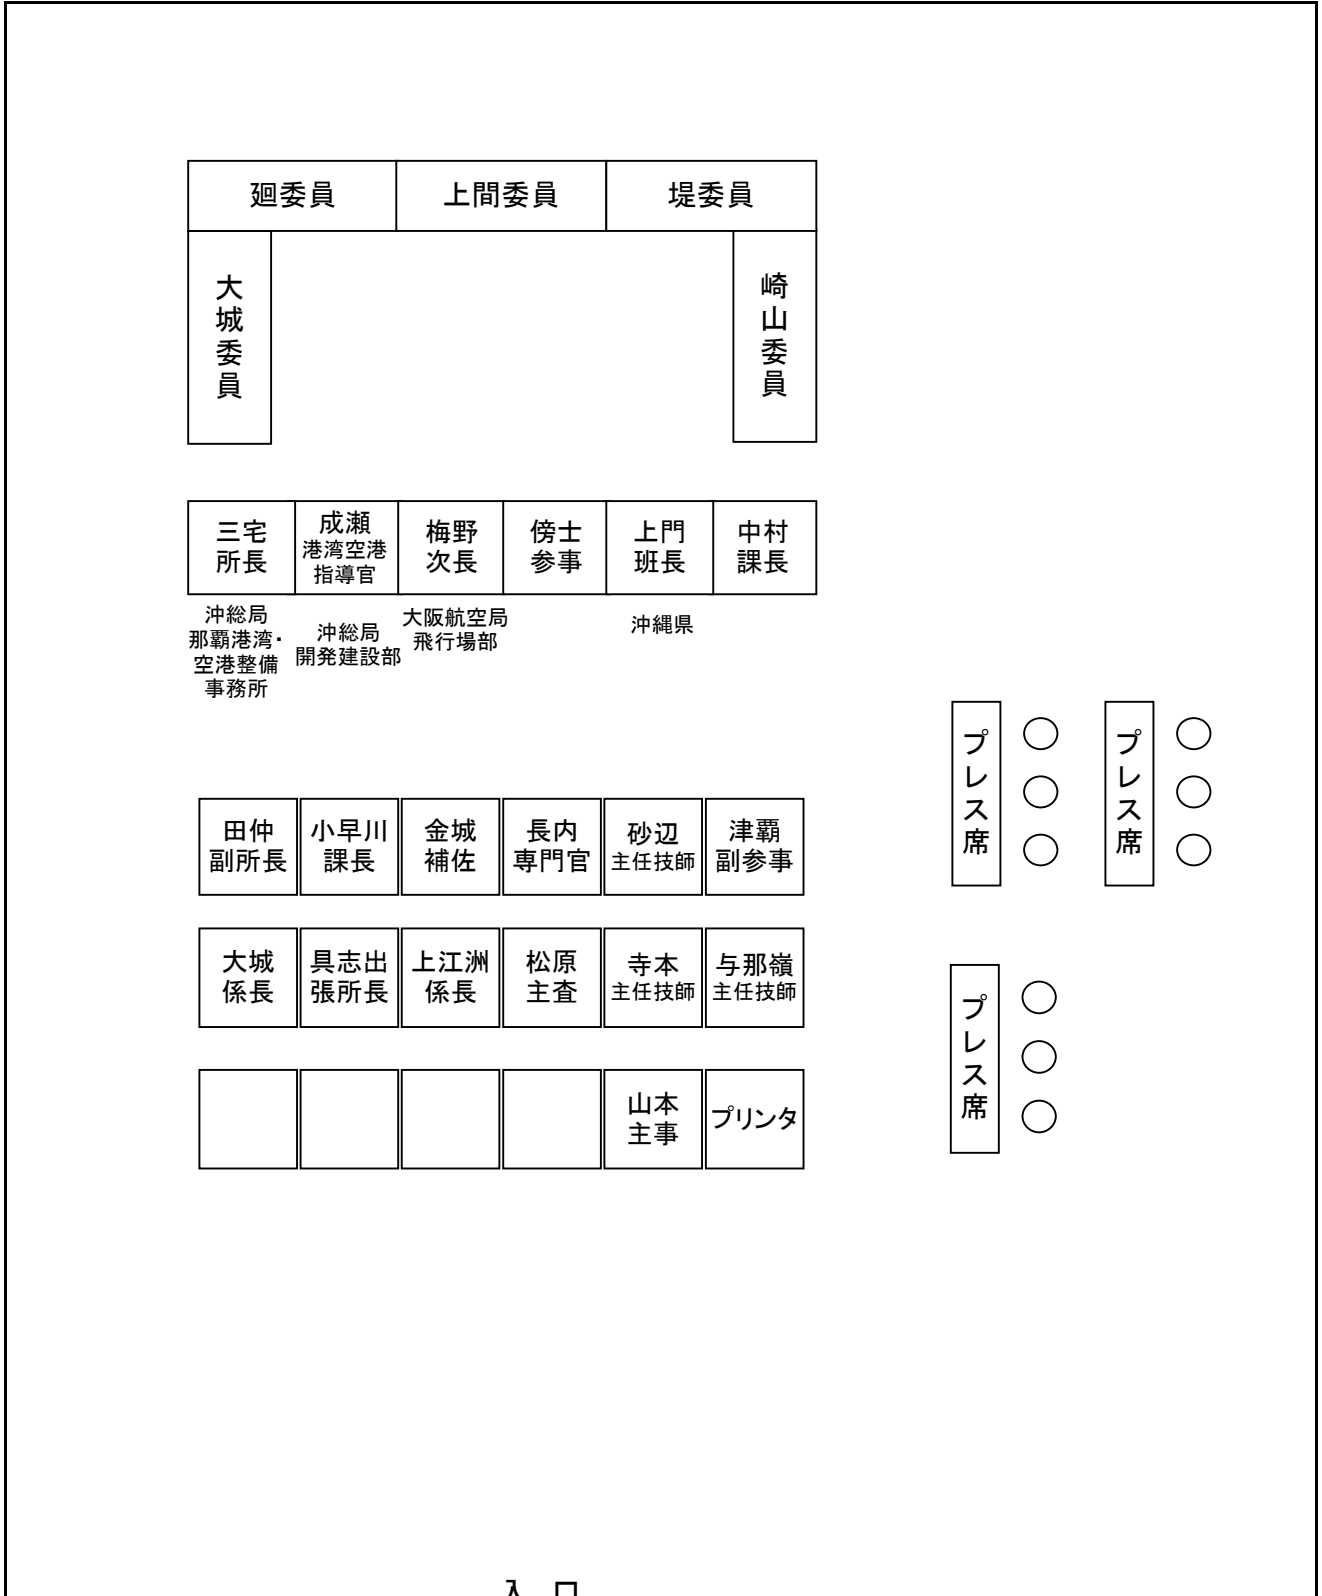 廻委員
上間委員
堤委員
大城委員
崎山委員
三宅
所長
成瀬
港湾空港
指導官
梅野
次長
傍士
参事
上門
班長
中村
課長
沖総局
那覇港湾・
空港整備
事務所
沖総局
開発建設部
大阪航空局
飛行場部
沖縄県
プレス席
プレス席
田仲
副所長
小早川
課長
金城
補佐
長内
専門官
砂辺
主任技師
津覇
副参事
大城
係長
具志出
張所長
上江洲
係長
松原
主査
寺本
主任技師
与那嶺
主任技師
プレス席
山本
主事
プリンタ
入 口